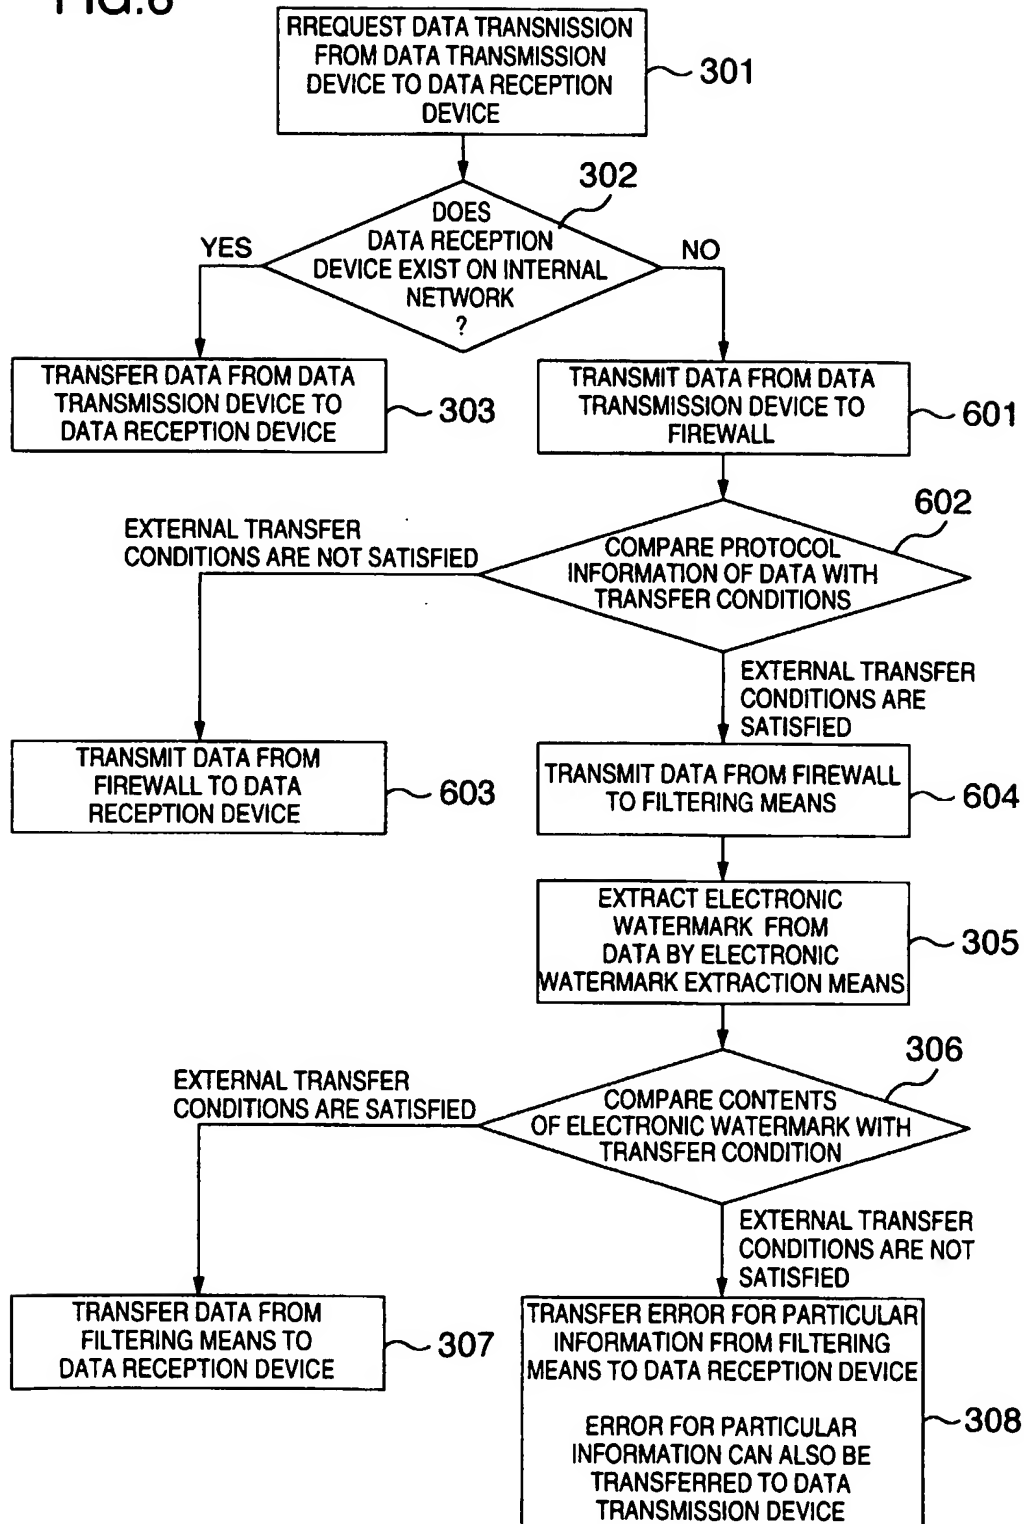 RREQUEST DATA TRANSNISSION
FROM DATA TRANSMISSION
DEVICE TO DATA RECEPTION
DEVICE
301
302
DOES
DATA RECEPTION
DEVICE EXIST ON INTERNAL
NETWORK
?
YES
NO
TRANSFER DATA FROM DATA
TRANSMISSION DEVICE TO
DATA RECEPTION DEVICE
303
TRANSMIT DATA FROM DATA
TRANSMISSION DEVICE TO
FIREWALL
601
602
EXTERNAL TRANSFER
CONDITIONS ARE NOT SATISFIED
COMPARE PROTOCOL
INFORMATION OF DATA WITH
TRANSFER CONDITIONS
EXTERNAL TRANSFER
CONDITIONS ARE
SATISFIED
TRANSMIT DATA FROM
FIREWALL TO DATA
RECEPTION DEVICE
603
TRANSMIT DATA FROM FIREWALL
TO FILTERING MEANS
604
EXTRACT ELECTRONIC
WATERMARK FROM
DATA BY ELECTRONIC
WATERMARK EXTRACTION MEANS
305
306
EXTERNAL TRANSFER
CONDITIONS ARE SATISFIED
COMPARE CONTENTS
OF ELECTRONIC WATERMARK WITH
TRANSFER CONDITION
EXTERNAL TRANSFER
CONDITIONS ARE NOT
SATISFIED
TRANSFER DATA FROM
FILTERING MEANS TO
DATA RECEPTION DEVICE
307
TRANSFER ERROR FOR PARTICULAR
INFORMATION FROM FILTERING
MEANS TO DATA RECEPTION DEVICE
ERROR FOR PARTICULAR
INFORMATION CAN ALSO BE
TRANSFERRED TO DATA
TRANSMISSION DEVICE
308